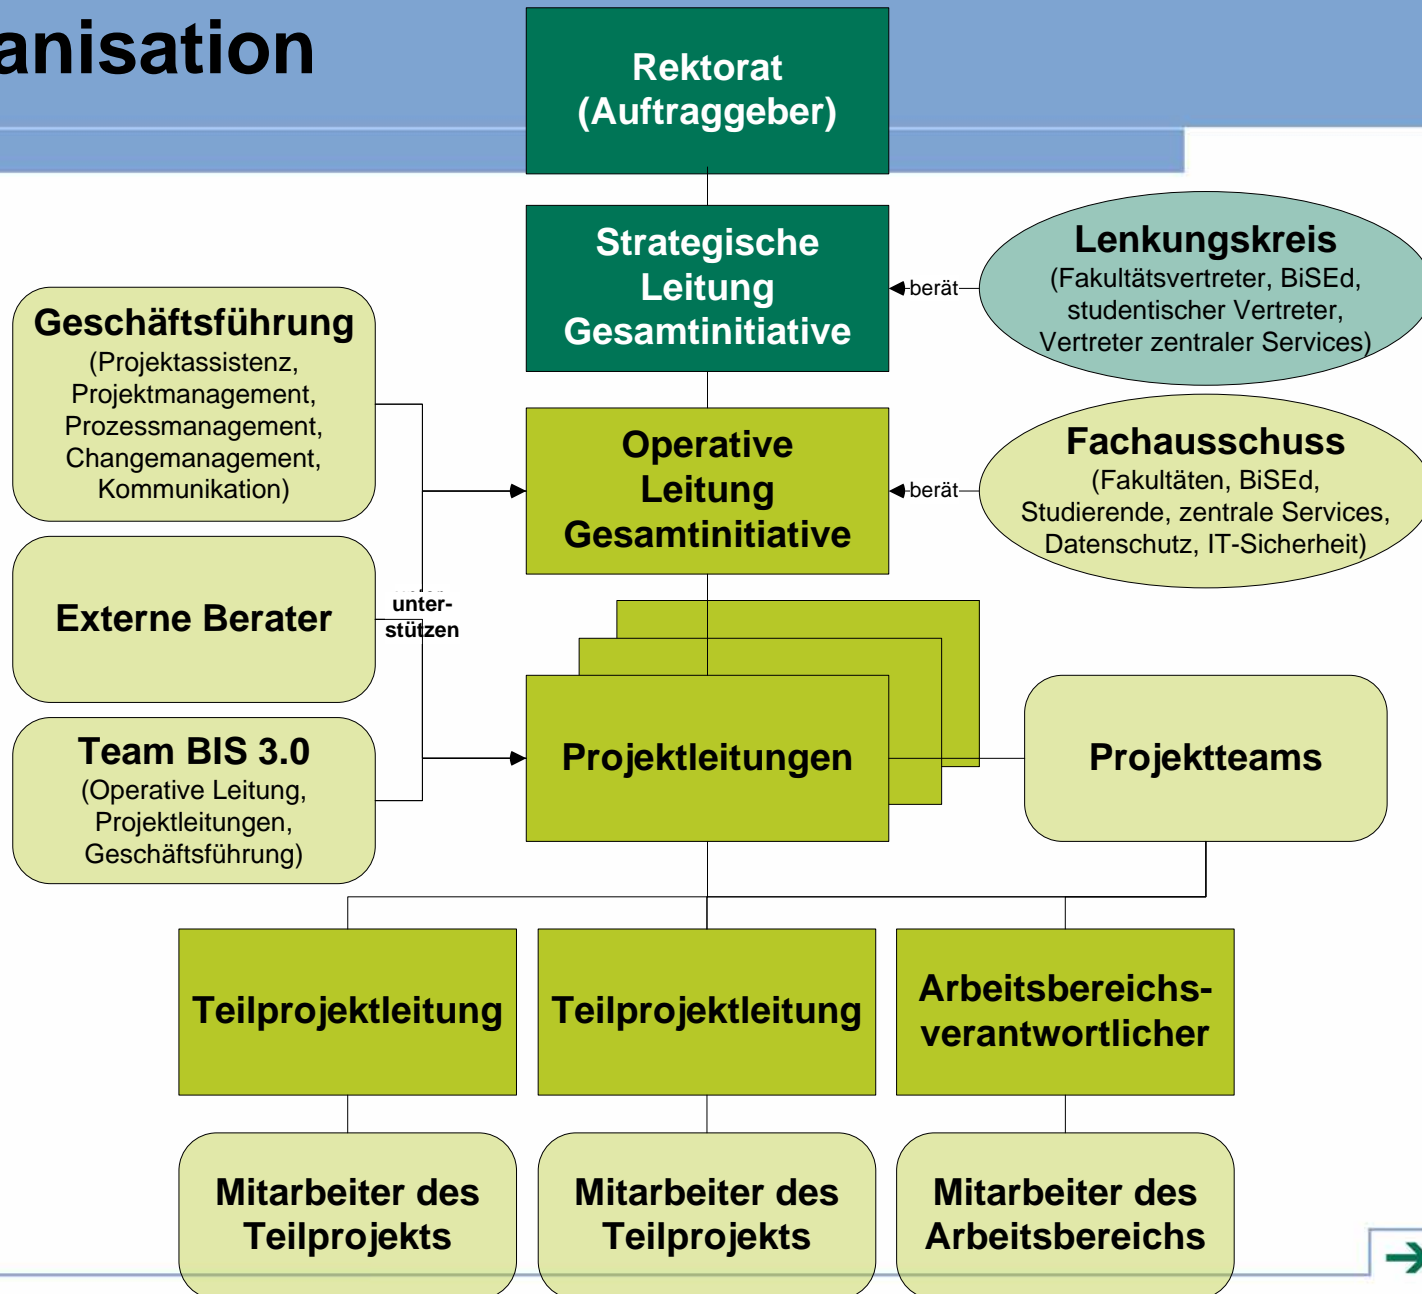 anisation
Rektorat
(Auftraggeber)
Strategische
Leitung
Gesamtinitiative
berät
Lenkungskreis
(Fakultätsvertreter, BiSEd,
studentischer Vertreter,
Vertreter zentraler Services)
Geschäftsführung
(Projektassistenz,
Projektmanagement,
Prozessmanagement,
Changemanagement,
Kommunikation)
Operative
Leitung
Gesamtinitiative
berät
Fachausschuss
(Fakultäten, BiSEd,
Studierende, zentrale Services,
Datenschutz, IT-Sicherheit)
Externe Berater
unter-
stützen
Team BIS 3.0
(Operative Leitung,
Projektleitungen,
Geschäftsführung)
Projektleitungen
Projektteams
Teilprojektleitung
Teilprojektleitung
Arbeitsbereichs-
verantwortlicher
Mitarbeiter des
Teilprojekts
Mitarbeiter des
Teilprojekts
Mitarbeiter des
Arbeitsbereichs